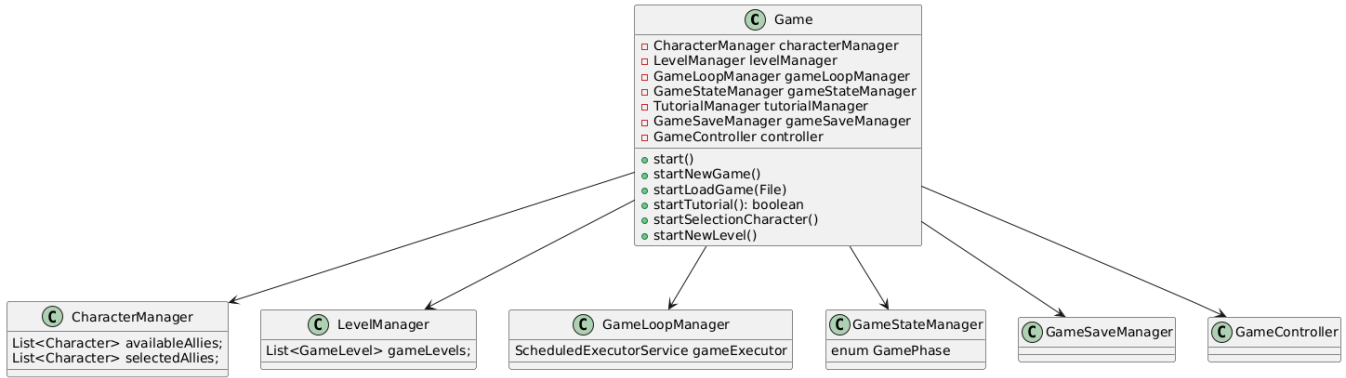 C Game
CharacterManager characterManager
LevelManager levelManager
GameLoopManager gameLoopManager
GameStateManager gameStateManager
TutorialManager tutorialManager
GameSaveManager gameSaveManager
GameController controller
start()
startNewGame()
startLoadGame(File)
startTutorial(): boolean
startSelectionCharacter()
startNewLevel()
C CharacterManager
List<Character> availableAllies;
List<Character> selectedAllies;
C LevelManager
List<GameLevel> gameLevels;
C GameLoopManager
ScheduledExecutorService gameExecutor
C GameStateManager
enum GamePhase
C GameSaveManager
C GameController